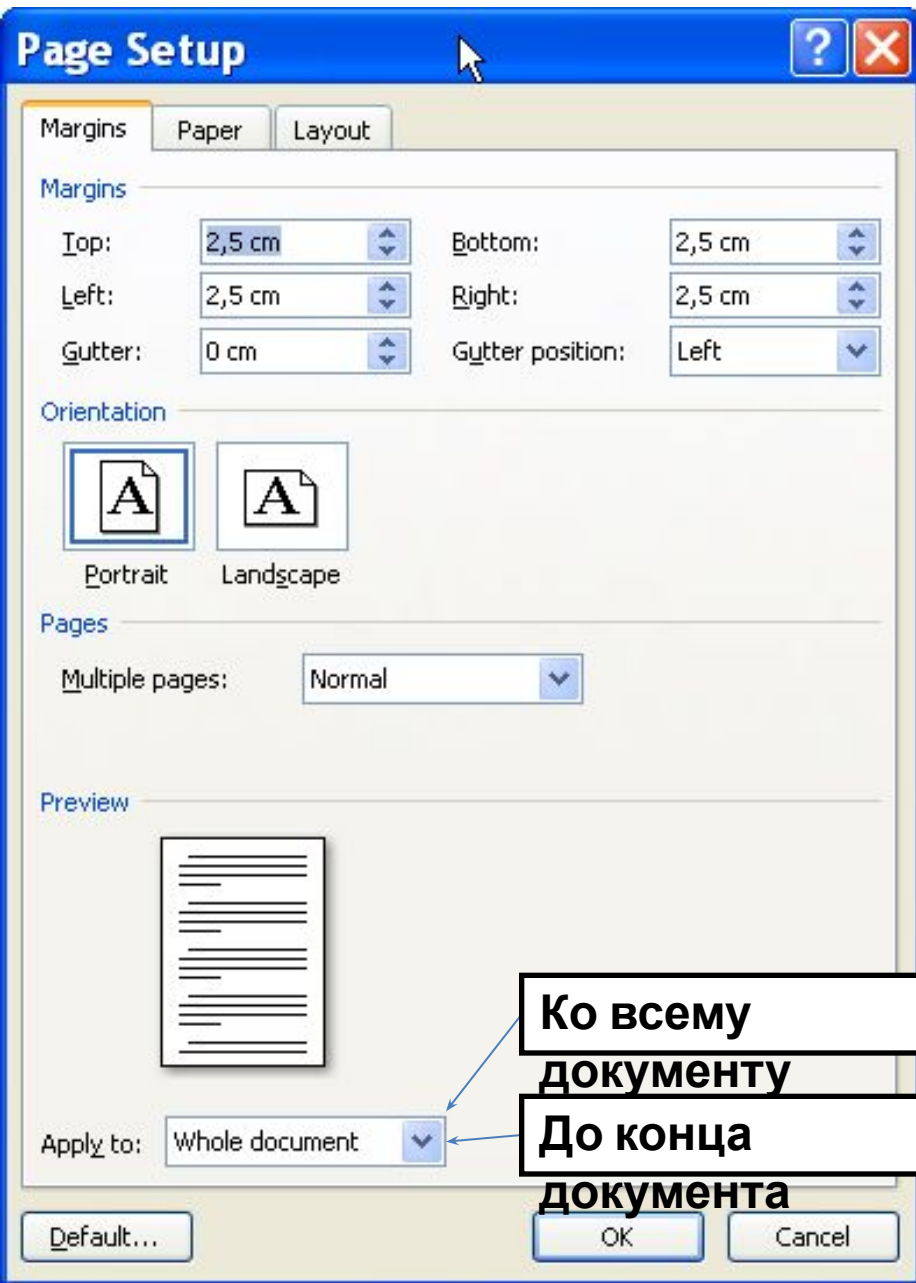 Page Setup
Margins Paper Layout
Margins
Top: 2,5 cm Bottom: 2,5 cm
Left: 2,5 cm Right: 2,5 cm
Gutter: 0 cm Gutter position: Left
Orientation
A A
Portrait Landscape
Pages
Multiple pages: Normal
Preview
Ко всему
документу
Apply to: Whole document До конца
документа
Default... OK Cancel